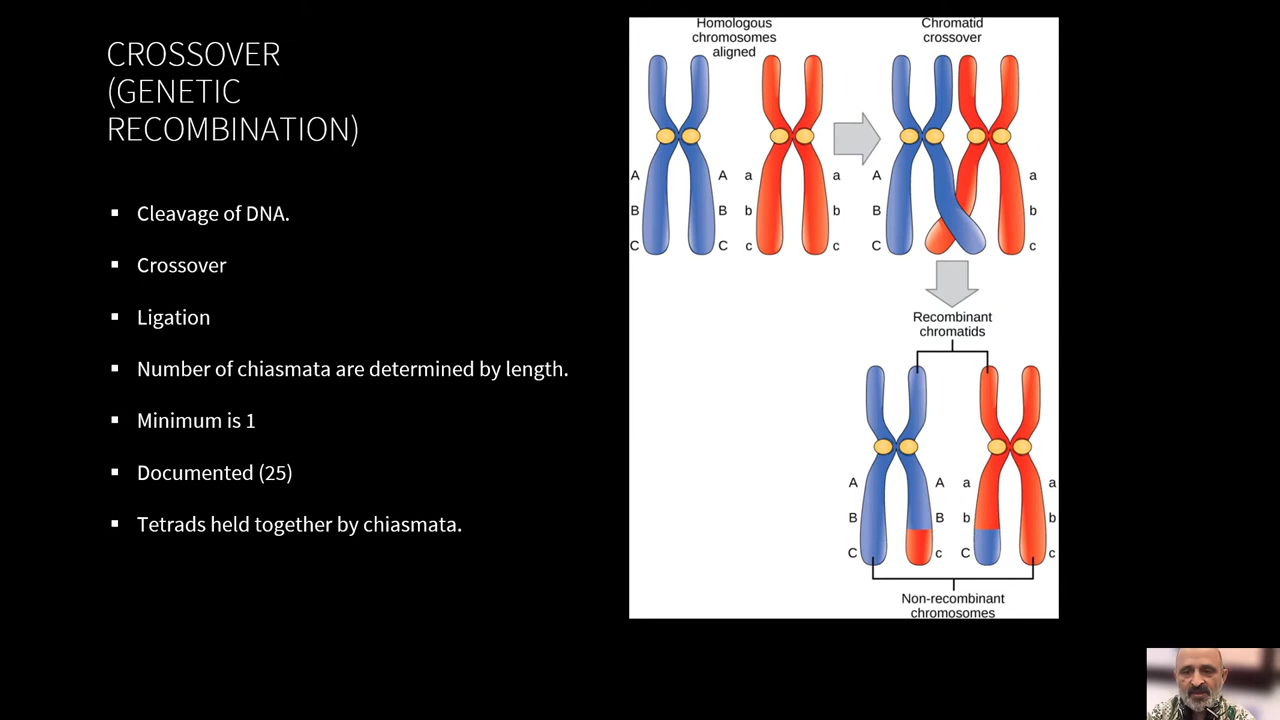 CROSSOVER
(GENETIC
RECOMBINATION)
▪ Cleavage of DNA.
▪ Crossover
▪ Ligation
▪ Number of chiasmata are determined by length.
▪ Minimum is 1
▪ Documented (25)
▪ Tetrads held together by chiasmata.
Homologous
chromosomes
aligned
Chromatid
crossover
A A a a A a
B B b b B b
C C c c C c
Recombinant
chromatids
A A a a
B B b b
C c C c
Non-recombinant
chromosomes